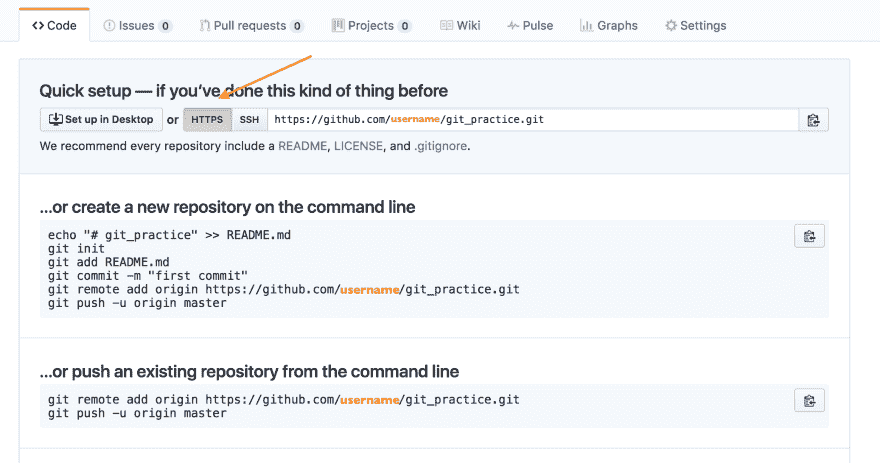 Code Issues 0 Pull requests 0 Projects 0 Wiki Pulse Graphs Settings
Quick setup — if you've done this kind of thing before
Set up in Desktop or HTTPS SSH https://github.com/username/git_practice.git
We recommend every repository include a README, LICENSE, and .gitignore.
...or create a new repository on the command line
echo "# git_practice" >> README.md
git init
git add README.md
git commit -m "first commit"
git remote add origin https://github.com/username/git_practice.git
git push -u origin master
...or push an existing repository from the command line
git remote add origin https://github.com/username/git_practice.git
git push -u origin master